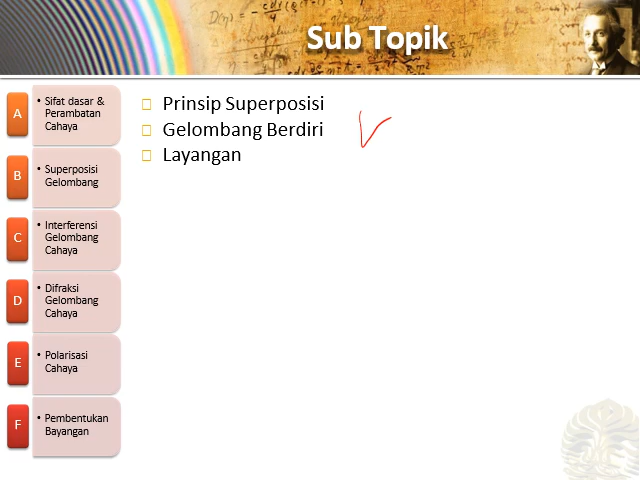 Sub Topik
A
• Sifat dasar &
Perambatan
Cahaya
B
• Superposisi
Gelombang
C
• Interferensi
Gelombang
Cahaya
D
• Difraksi
Gelombang
Cahaya
E
• Polarisasi
Cahaya
F
• Pembentukan
Bayangan
Prinsip Superposisi
Gelombang Berdiri
Layangan